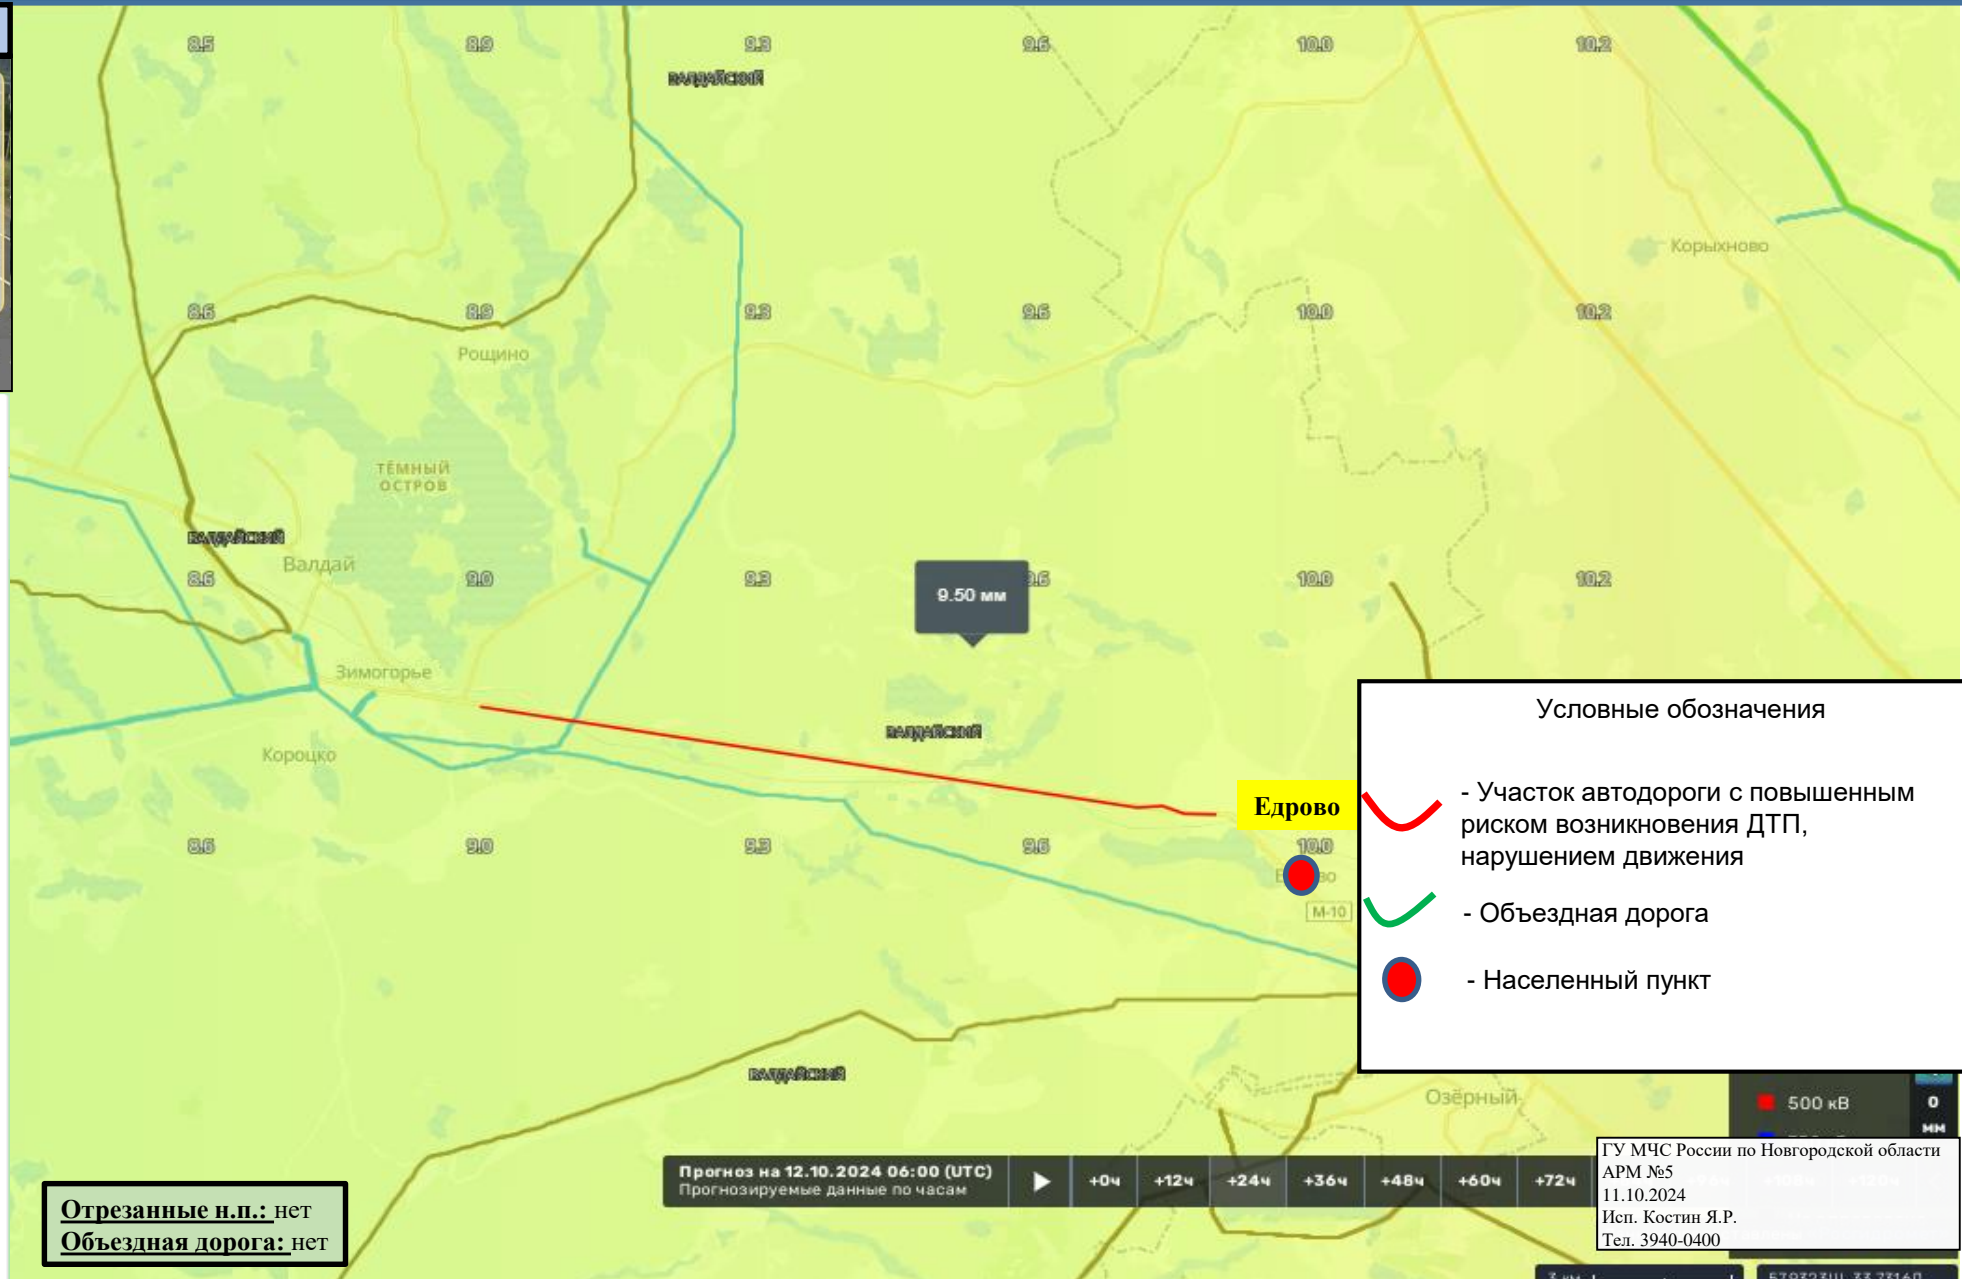 8.5 8.9 9.3 9.6 10.0 10.2
ВАЛДАЙСКИЙ
Корыхново
8.6 8.9 9.3 9.6 10.0 10.2
Рощино
ТЁМНЫЙ
ОСТРОВ
ВАЛДАЙСКИЙ
Валдай
8.6 9.0 9.3 9.6 10.0 10.2
9.50 мм
Зимогорье
ВАЛДАЙСКИЙ
Короцко
Едрово
8.6 9.0 9.3 9.6 10.0
М-10
Условные обозначения
- Участок автодороги с повышенным
риском возникновения ДТП,
нарушением движения
- Объездная дорога
- Населенный пункт
ВАЛДАЙСКИЙ
Озёрный
500 кВ
0
мм
Прогноз на 12.10.2024 06:00 (UTC)
Прогнозируемые данные по часам
+0ч +12ч +24ч +36ч +48ч +60ч +72ч
ГУ МЧС России по Новгородской области
АРМ №5
11.10.2024
Исп. Костин Я.Р.
Тел. 3940-0400
Отрезанные н.п.: нет
Объездная дорога: нет